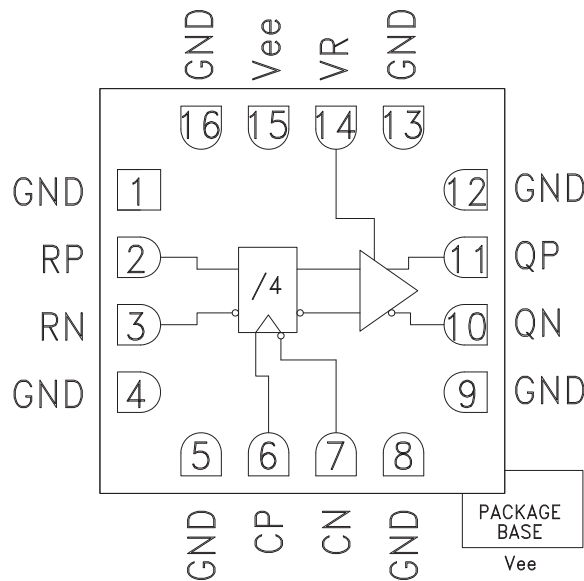 GND Vee VR GND
16 15 14 13
GND 1 12 GND
RP 2 /4 11 QP
RN 3 10 QN
GND 4 9 GND
5 6 7 8
GND CP CN GND
PACKAGE
BASE
Vee